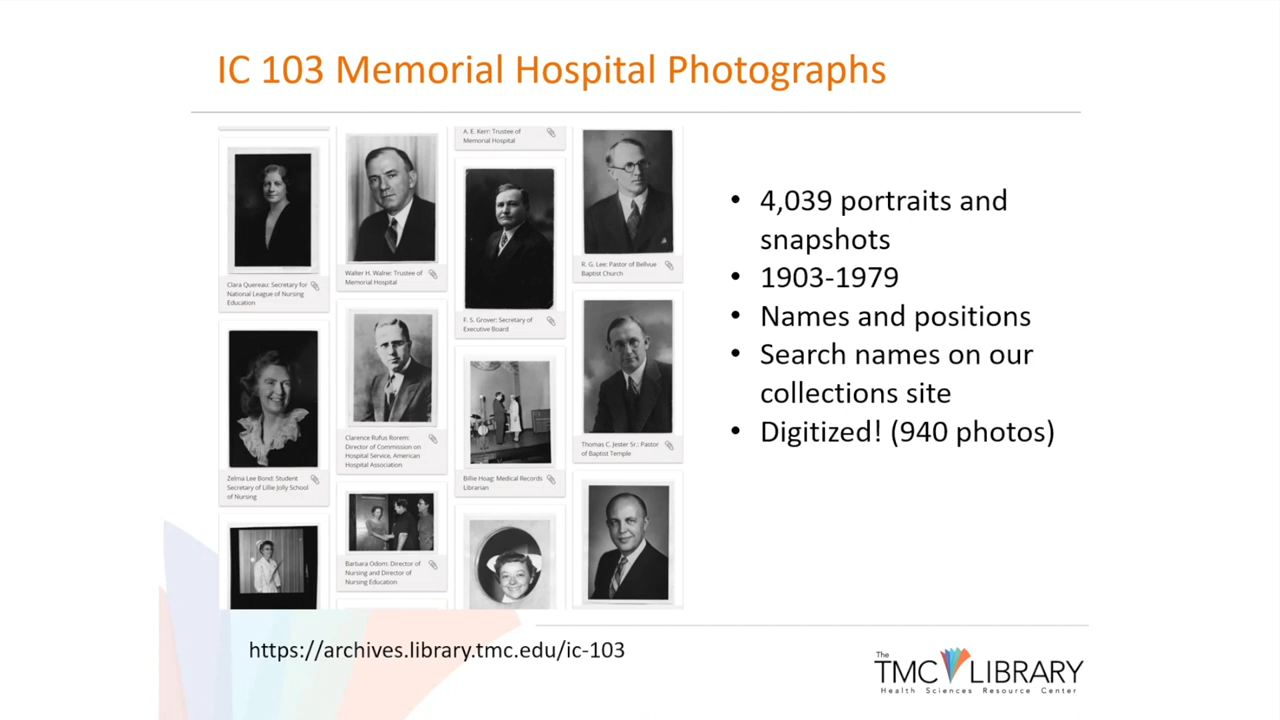 IC 103 Memorial Hospital Photographs
Clara Quereau: Secretary for
National League of Nursing
Education
Zelma Lee Bond: Student
Secretary of Lillie Jolly School
of Nursing
Walter H. Walne: Trustee of
Memorial Hospital
Clarence Rufus Rorem:
Director of Commission on
Hospital Service, American
Hospital Association
Barbara Odom: Director of
Nursing and Director of
Nursing Education
A. E. Kerr: Trustee of
Memorial Hospital
F. S. Grover: Secretary of
Executive Board
Billie Hoag: Medical Records
Librarian
R. G. Lee: Pastor of Bellvue
Baptist Church
Thomas C. Jester Sr.: Pastor
of Baptist Temple
• 4,039 portraits and
snapshots
• 1903-1979
• Names and positions
• Search names on our
collections site
• Digitized! (940 photos)
https://archives.library.tmc.edu/ic-103
The
TMC LIBRARY
Health Sciences Resource Center